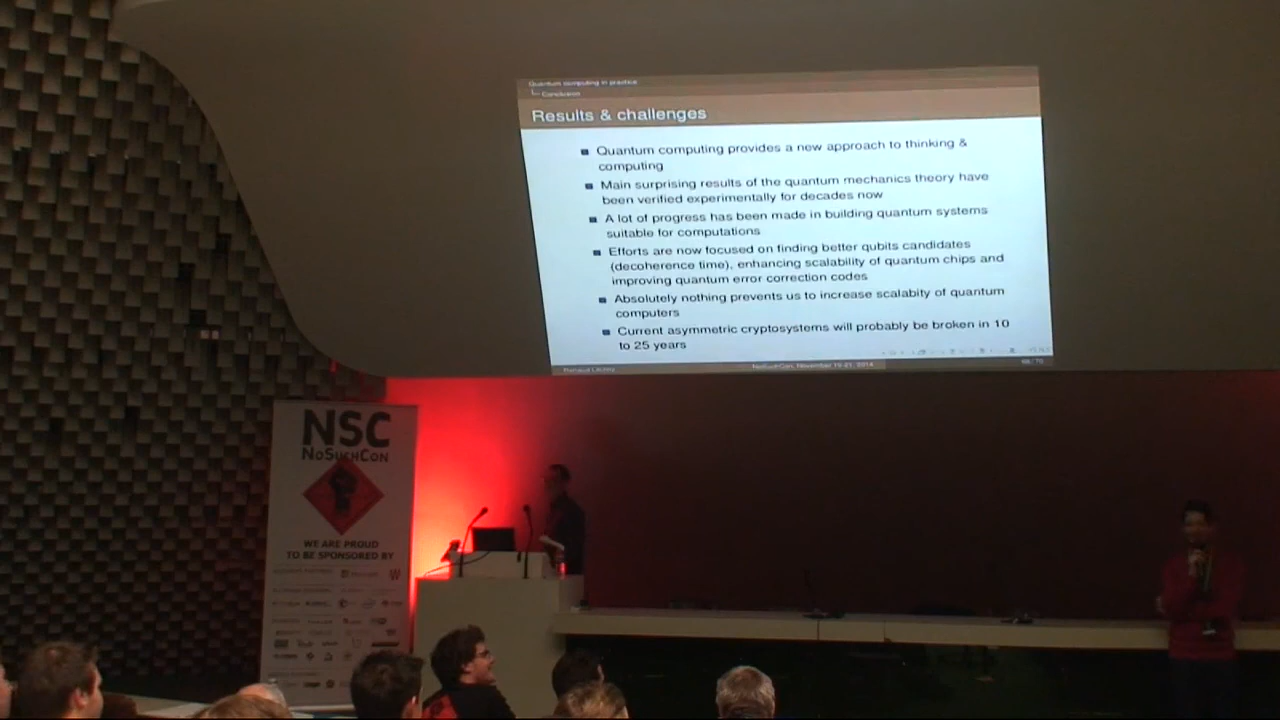 Quantum computing in practice
Conclusion
Results & challenges
Quantum computing provides a new approach to thinking &
computing
Main surprising results of the quantum mechanics theory have
been verified experimentally for decades now
A lot of progress has been made in building quantum systems
suitable for computations
Efforts are now focused on finding better qubits candidates
(decoherence time), enhancing scalability of quantum chips and
improving quantum error correction codes
Absolutely nothing prevents us to increase scalabity of quantum
computers
Current asymmetric cryptosystems will probably be broken in 10
to 25 years
NoSuchCon, November 19-21, 2014
NSC
NoSuchCon
WE ARE PROUD
TO BE SPONSORED BY